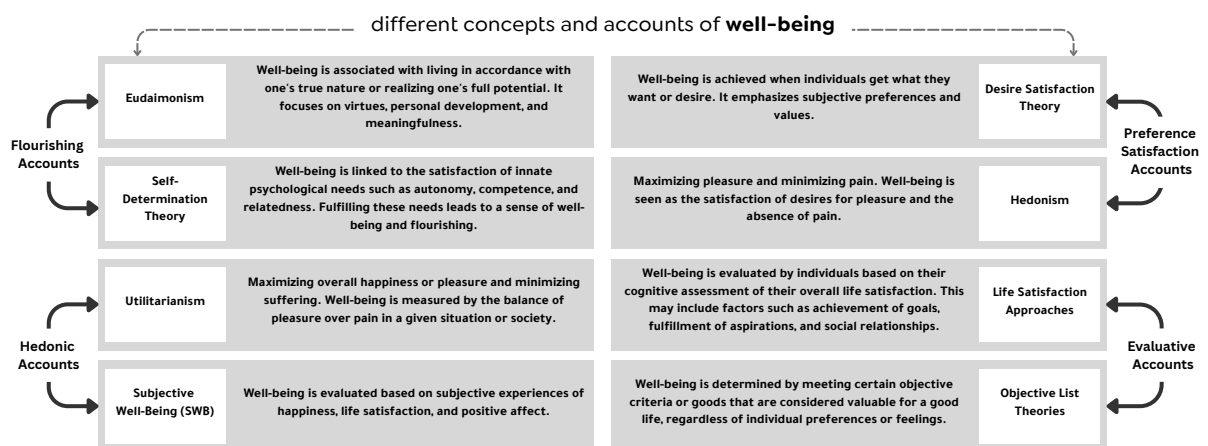 different concepts and accounts of well-being
Flourishing
Accounts
Eudaimonism
Well-being is associated with living in accordance with
one's true nature or realizing one's full potential. It
focuses on virtues, personal development, and
meaningfulness.
Self-
Determination
Theory
Well-being is linked to the satisfaction of innate
psychological needs such as autonomy, competence, and
relatedness. Fulfilling these needs leads to a sense of well-
being and flourishing.
Hedonic
Accounts
Utilitarianism
Maximizing overall happiness or pleasure and minimizing
suffering. Well-being is measured by the balance of
pleasure over pain in a given situation or society.
Subjective
Well-Being (SWB)
Well-being is evaluated based on subjective experiences of
happiness, life satisfaction, and positive affect.
Well-being is achieved when individuals get what they
want or desire. It emphasizes subjective preferences and
values.
Desire Satisfaction
Theory
Preference
Satisfaction
Accounts
Maximizing pleasure and minimizing pain. Well-being is
seen as the satisfaction of desires for pleasure and the
absence of pain.
Hedonism
Well-being is evaluated by individuals based on their
cognitive assessment of their overall life satisfaction. This
may include factors such as achievement of goals,
fulfillment of aspirations, and social relationships.
Life Satisfaction
Approaches
Evaluative
Accounts
Well-being is determined by meeting certain objective
criteria or goods that are considered valuable for a good
life, regardless of individual preferences or feelings.
Objective List
Theories